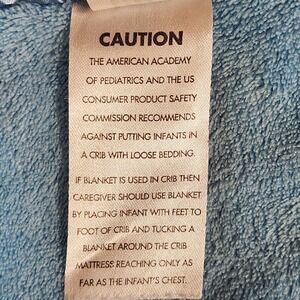 CAUTION
THE AMERICAN ACADEMY
OF PEDIATRICS AND THE US
CONSUMER PRODUCT SAFETY
COMMISSION RECOMMENDS
AGAINST PUTTING INFANTS IN
A CRIB WITH LOOSE BEDDING.
IF BLANKET IS USED IN CRIB THEN
CAREGIVER SHOULD USE BLANKET
BY PLACING INFANT WITH FEET TO
FOOT OF CRIB AND TUCKING A
BLANKET AROUND THE CRIB
MATTRESS REACHING ONLY AS
FAR AS THE INFANT'S CHEST.